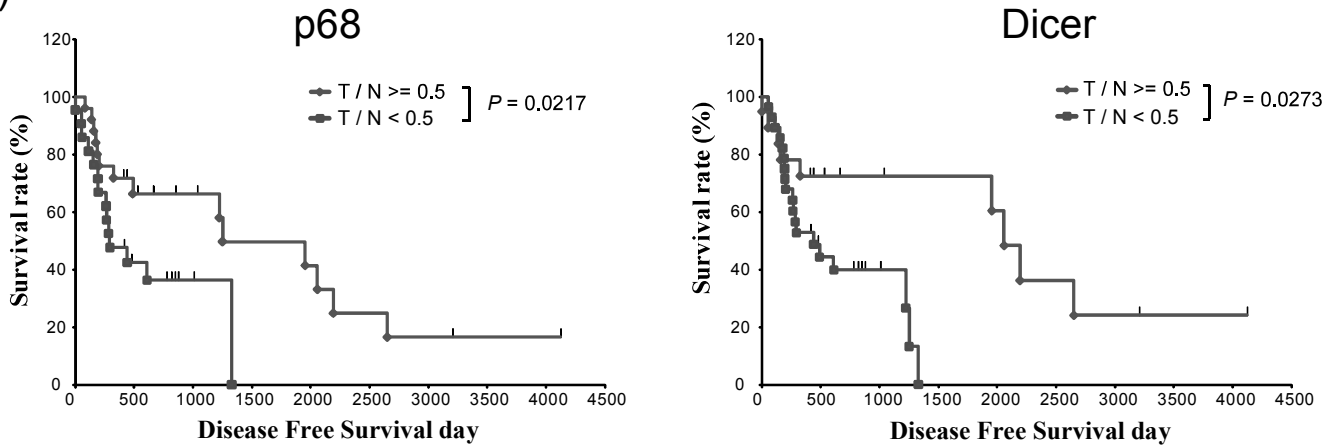 )
p68
120
100
80
60
40
20
0
Survival rate (%)
T / N >= 0.5
T / N < 0.5
P = 0.0217
0 500 1000 1500 2000 2500 3000 3500 4000 4500
Disease Free Survival day
Dicer
120
100
80
60
40
20
0
Survival rate (%)
T / N >= 0.5
T / N < 0.5
P = 0.0273
0 500 1000 1500 2000 2500 3000 3500 4000 4500
Disease Free Survival day